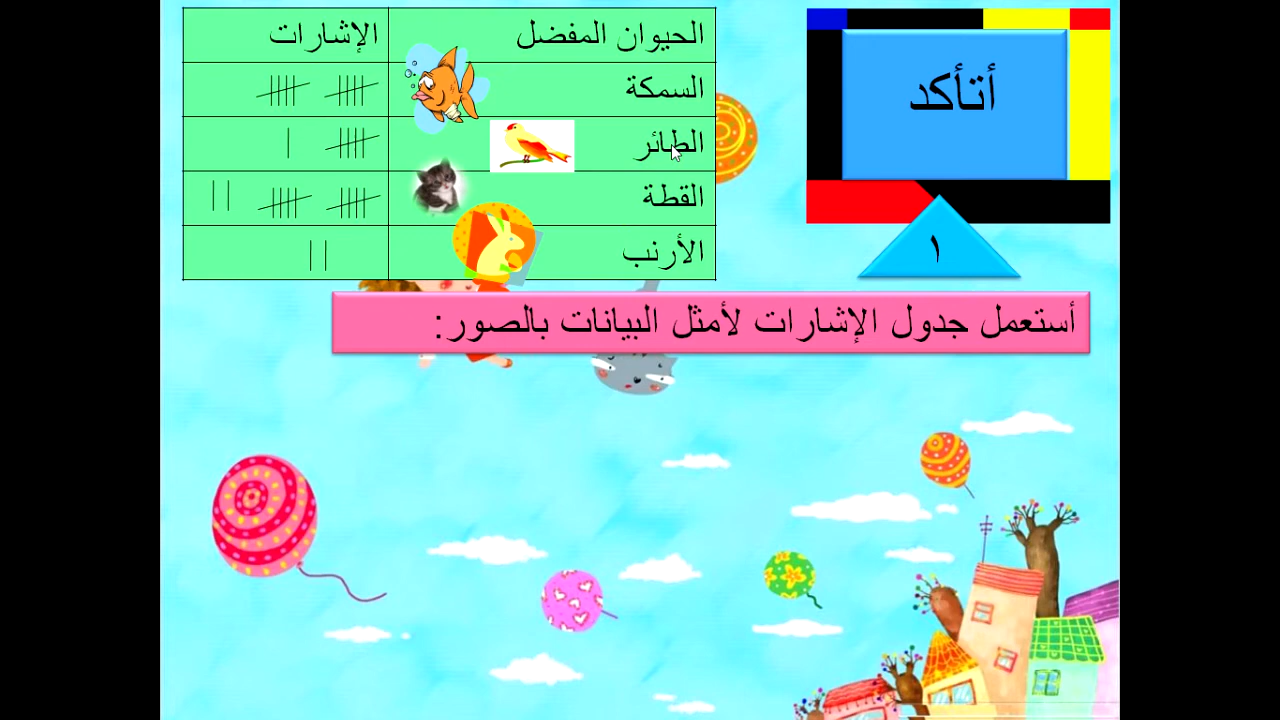 أتأكد
١
الحيوان المفضل الإشارات
السمكة
الطائر
القطة
الأرنب
أستعمل جدول الإشارات لأمثل البيانات بالصور: